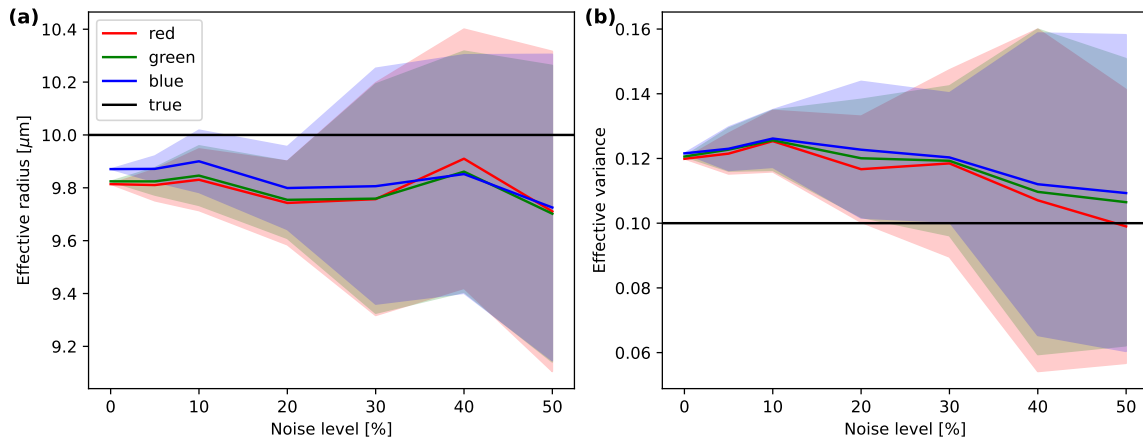 (a)
10.4
10.2
10.0
9.8
9.6
9.4
9.2
Effective radius [μm]
red
green
blue
true
0 10 20 30 40 50
Noise level [%]
(b)
0.16
0.14
0.12
0.10
0.08
0.06
Effective variance
0 10 20 30 40 50
Noise level [%]